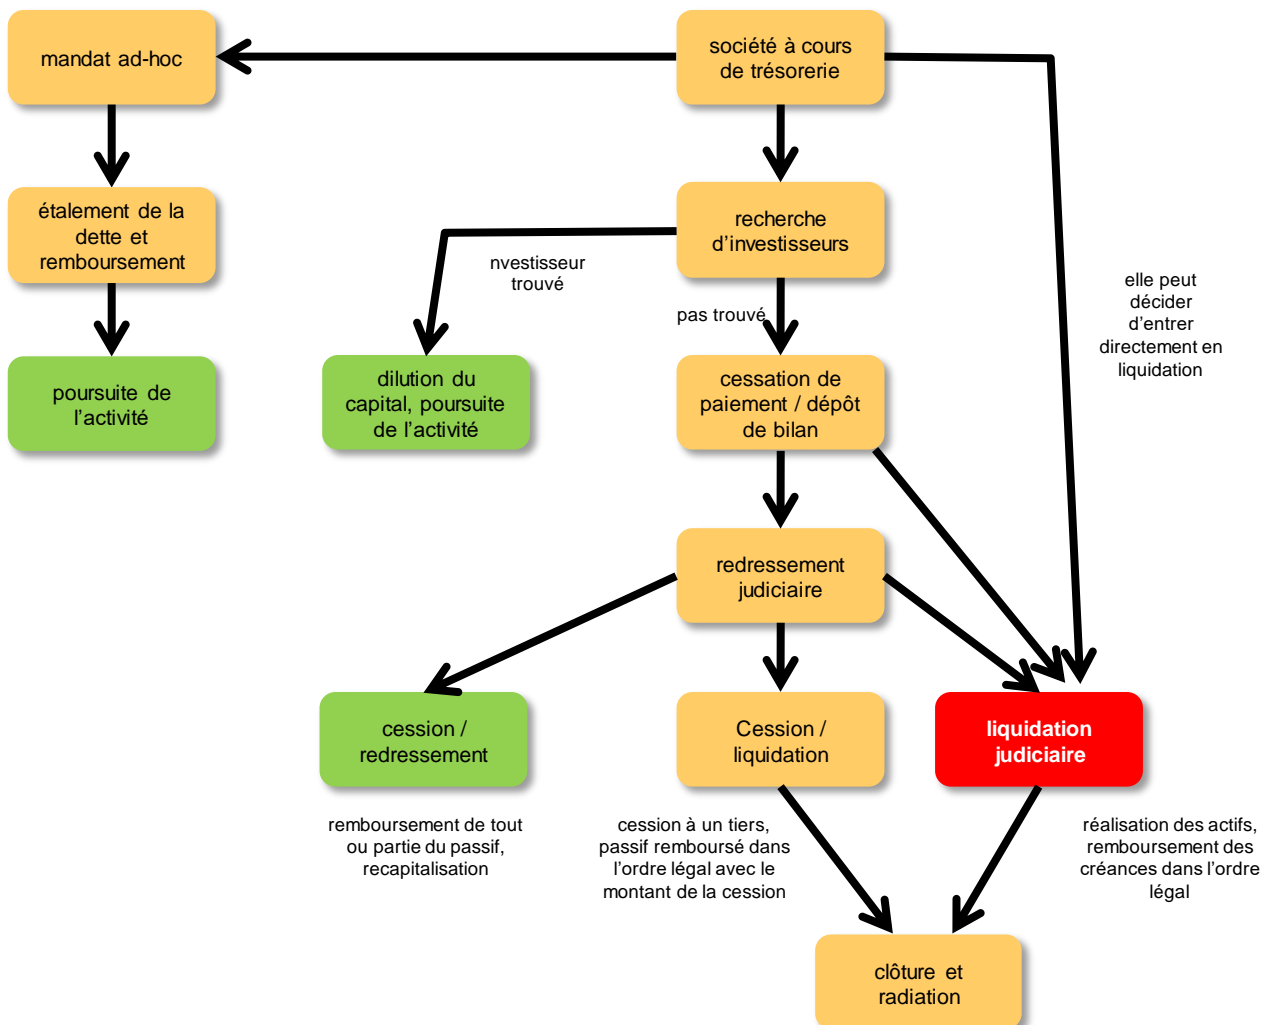 mandat ad-hoc
société à cours
de trésorerie
étalement de la
dette et
remboursement
recherche
d’investisseurs
nvestisseur
trouvé
pas trouvé
elle peut
décider
d’entrer
directement en
liquidation
poursuite de
l’activité
dilution du
capital, poursuite
de l’activité
cessation de
paiement / dépôt
de bilan
redressement
judiciaire
cession /
redressement
Cession /
liquidation
liquidation
judiciaire
remboursement de tout
ou partie du passif,
recapitalisation
cession à un tiers,
passif remboursé dans
l’ordre légal avec le
montant de la cession
réalisation des actifs,
remboursement des
créances dans l’ordre
légal
clôture et
radiation